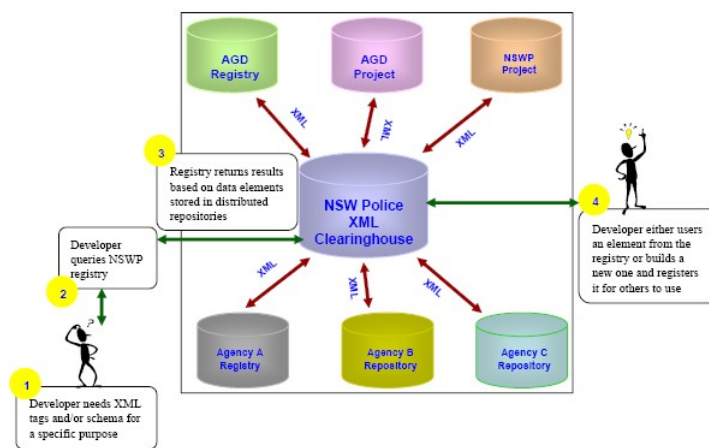 AGD
Registry
AGD
Project
NSWP
Project
XML
XML
XML
3
Registry returns results
based on data elements
stored in distributed
repositories
NSW Police
XML
Clearinghouse
4
Developer either users
an element from the
registry or builds a
new one and registers
it for others to use
Developer
queries NSWP
registry
2
XML
XML
XML
Agency A
Registry
Agency B
Repository
Agency C
Repository
?
1
Developer needs XML
tags and/or schema for
a specific purpose